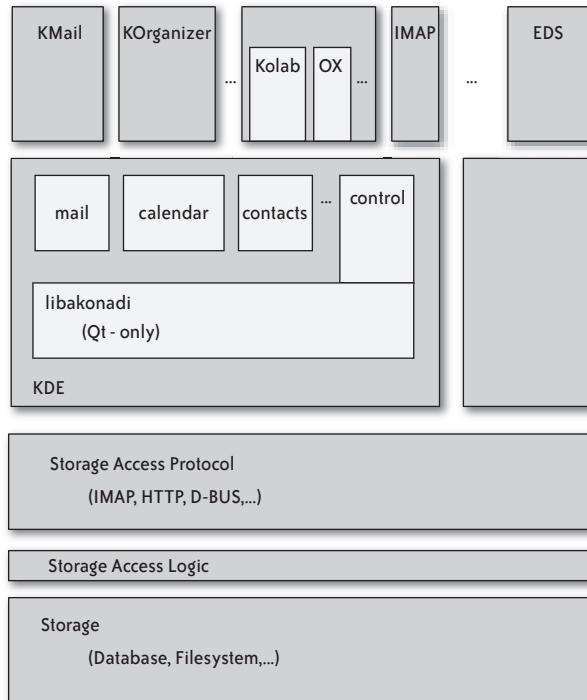 KMail
KOrganizer
...
Kolab
OX
...
IMAP
...
EDS
mail
calendar
contacts
...
control
libakonadi
(Qt - only)
KDE
Storage Access Protocol
(IMAP, HTTP, D-BUS,...)
Storage Access Logic
Storage
(Database, Filesystem,...)